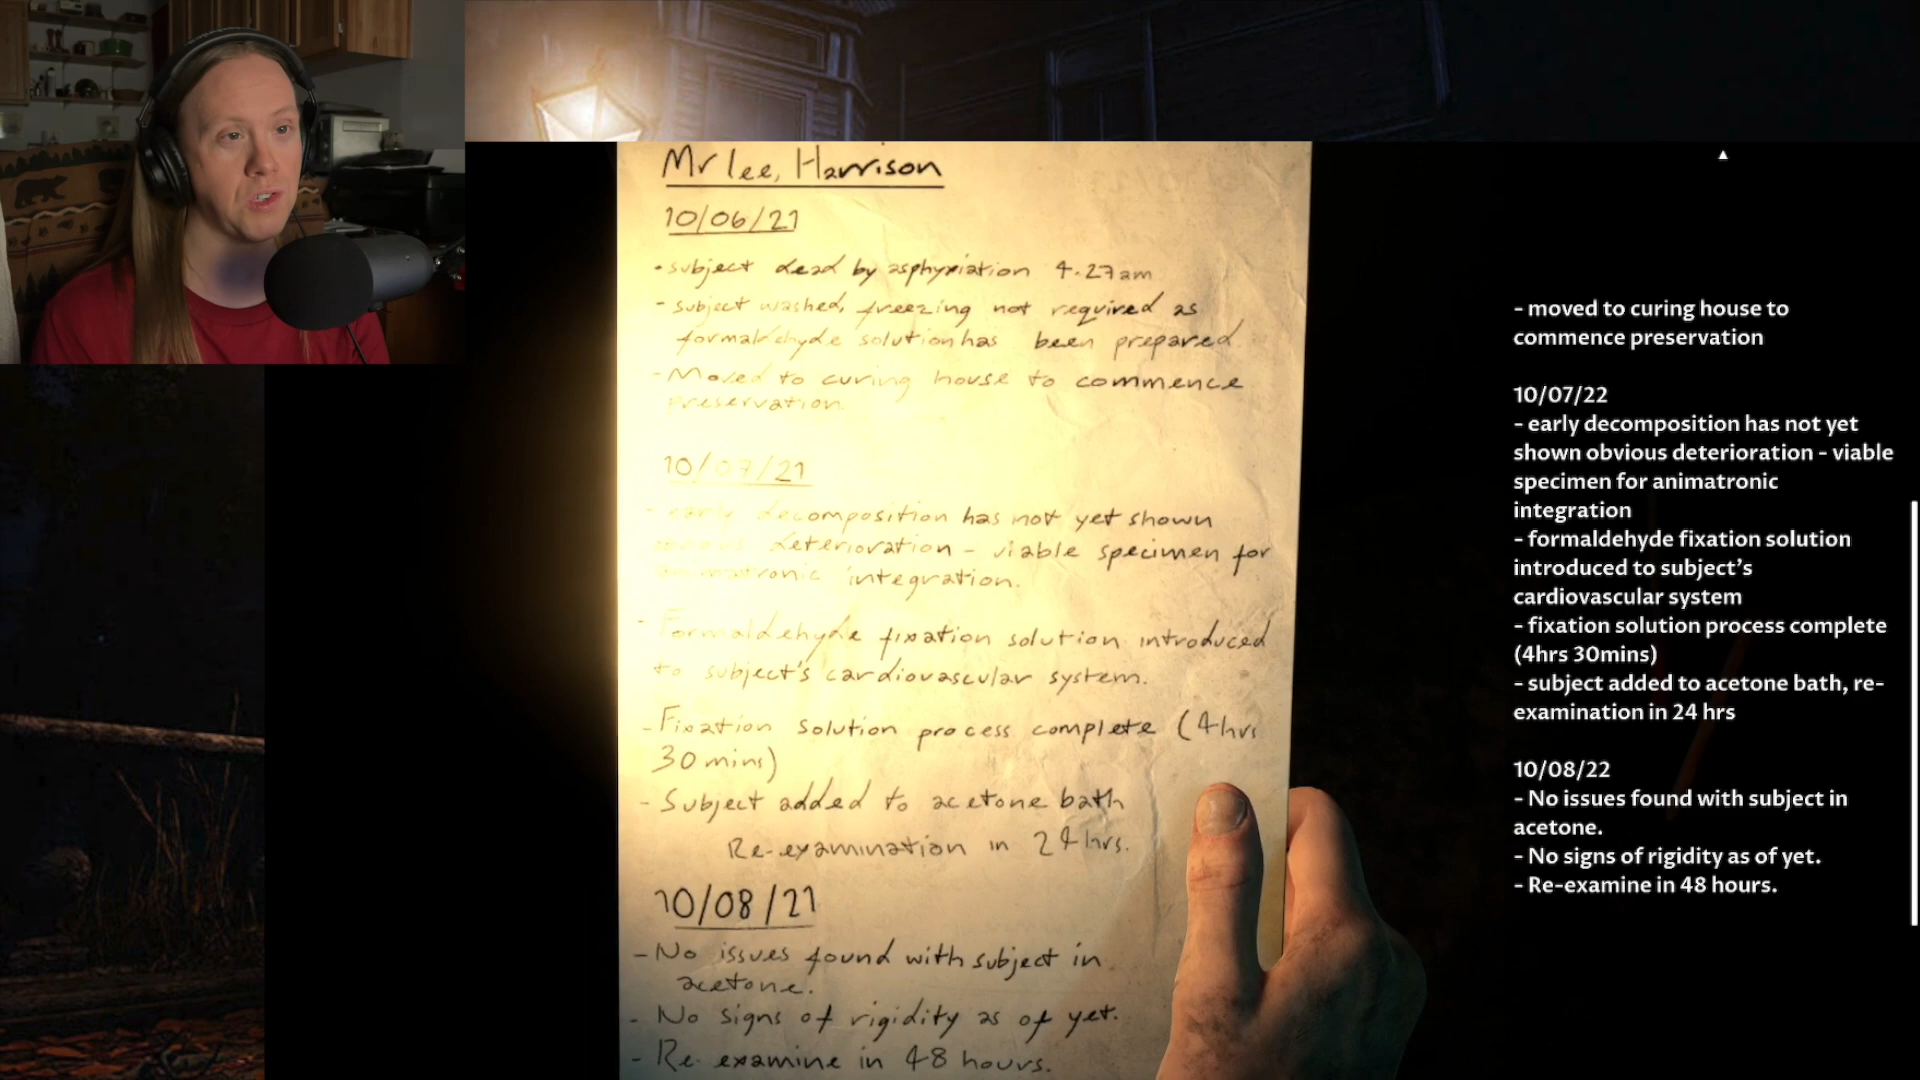 Mr lee, Harrison
10/06/21
• subject dead by asphyxiation 4.27am
- subject washed, freezing not required as
formaldehyde solution has been prepared
- Moved to curing house to commence
preservation.
10/07/21
- early decomposition has not yet shown
obvious deterioration - viable specimen for
animatronic integration.
- Formaldehyde fixation solution introduced
to subject's cardiovascular system.
- Fixation solution process complete (4hrs
30mins)
- Subject added to acetone bath
Re-examination in 24hrs.
10/08/21
- No issues found with subject in
acetone.
- No signs of rigidity as of yet.
- Re-examine in 48 hours.
- moved to curing house to
commence preservation
10/07/22
- early decomposition has not yet
shown obvious deterioration - viable
specimen for animatronic
integration
- formaldehyde fixation solution
introduced to subject's
cardiovascular system
- fixation solution process complete
(4hrs 30mins)
- subject added to acetone bath, re-
examination in 24 hrs
10/08/22
- No issues found with subject in
acetone.
- No signs of rigidity as of yet.
- Re-examine in 48 hours.